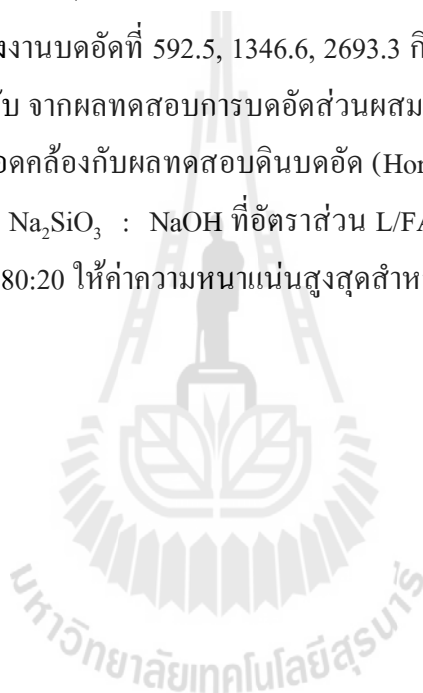 งานบดอัดที่ 592.5, 1346.6, 2693.3 กิ
จากผลทดสอบการบดอัดส่วนผสม
อดคล้องกับผลทดสอบดินบดอัด (Hor
Na₂SiO₃ : NaOH ที่อัตราส่วน L/FA
80:20 ให้ค่าความหนาแน่นสูงสุดสำห
มหาวิทยาลัยเทคโนโลยีสุรนารี